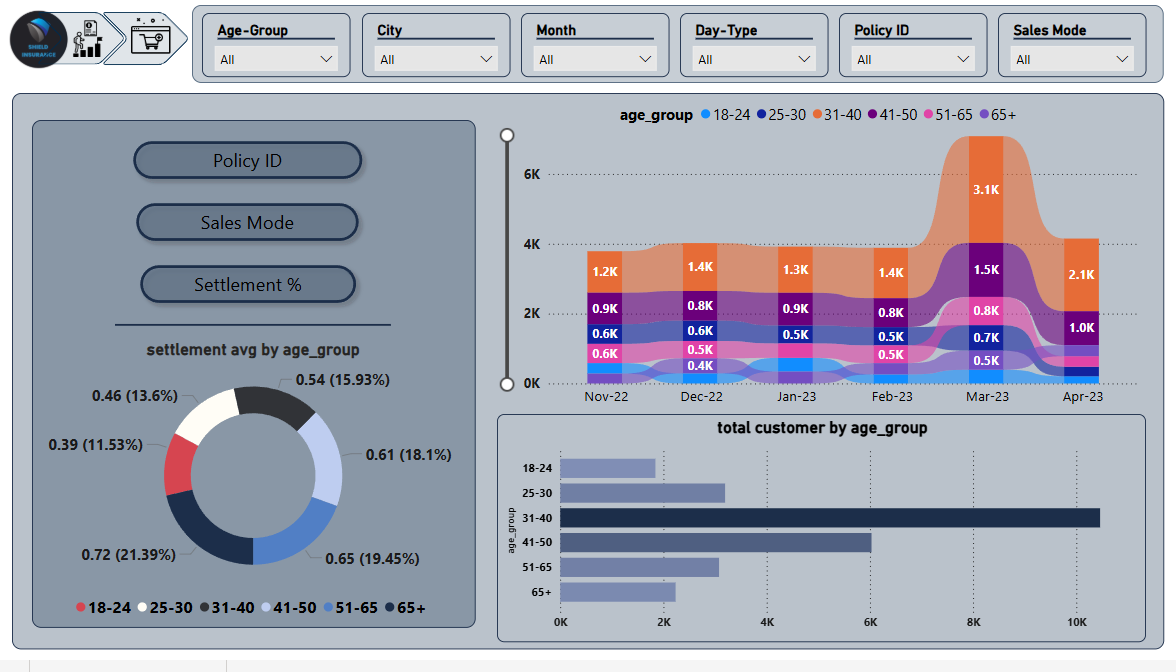 SHIELD
INSURANCE
Age-Group
All
City
All
Month
All
Day-Type
All
Policy ID
All
Sales Mode
All
Policy ID
Sales Mode
Settlement %
settlement avg by age_group
0.54 (15.93%)
0.46 (13.6%)
0.39 (11.53%)
0.61 (18.1%)
0.72 (21.39%)
0.65 (19.45%)
18-24 25-30 31-40 41-50 51-65 65+
age_group 18-24 25-30 31-40 41-50 51-65 65+
6K
4K
2K
0K
1.2K
0.9K
0.6K
0.6K
1.4K
0.8K
0.6K
0.5K
0.4K
1.3K
0.9K
0.5K
1.4K
0.8K
0.5K
0.5K
3.1K
1.5K
0.8K
0.7K
0.5K
2.1K
1.0K
Nov-22 Dec-22 Jan-23 Feb-23 Mar-23 Apr-23
total customer by age_group
age_group
18-24
25-30
31-40
41-50
51-65
65+
0K 2K 4K 6K 8K 10K